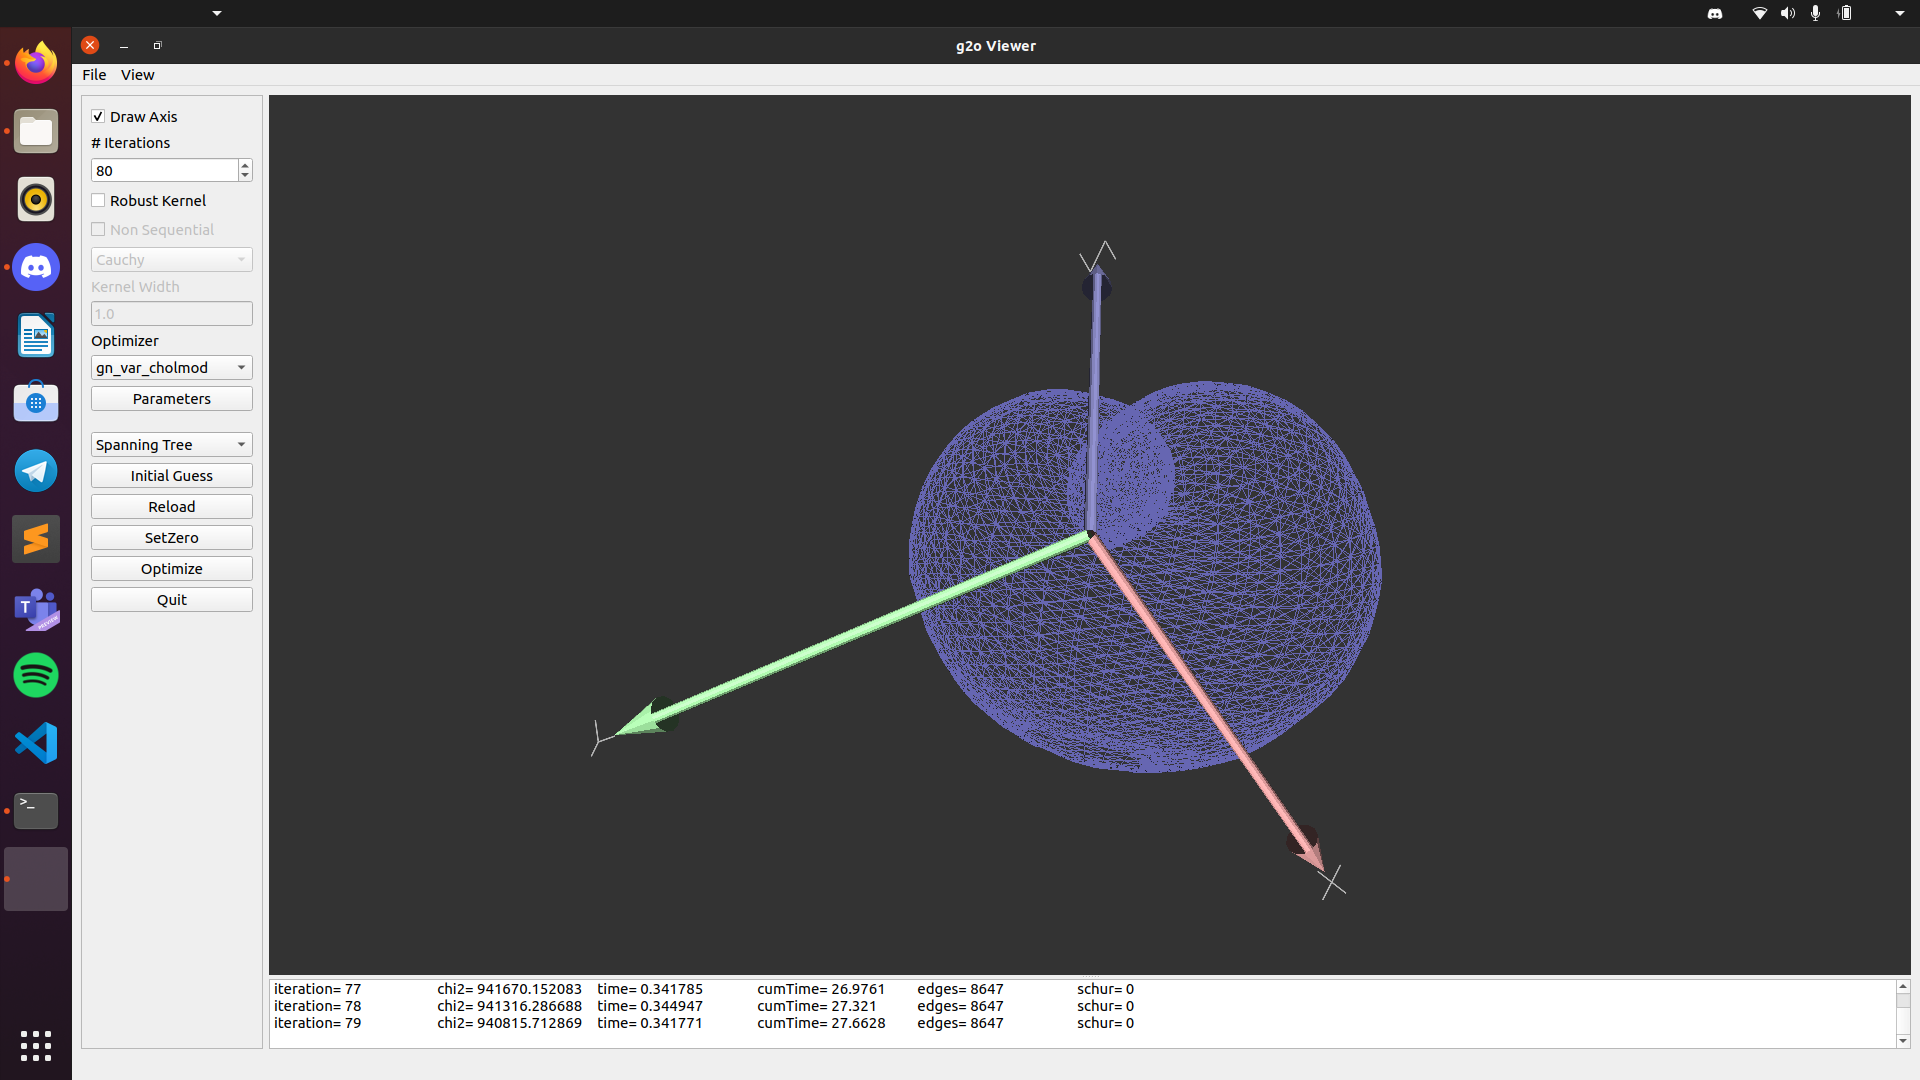 g2o Viewer
File View
Draw Axis
# Iterations
80
Robust Kernel
Non Sequential
Cauchy
Kernel Width
1.0
Optimizer
gn_var_cholmod
Parameters
Spanning Tree
Initial Guess
Reload
SetZero
Optimize
Quit
Z
Y
X
T
PREVIEW
>_
iteration= 77 chi2= 941670.152083 time= 0.341785 cumTime= 26.9761 edges= 8647 schur= 0
iteration= 78 chi2= 941316.286688 time= 0.344947 cumTime= 27.321 edges= 8647 schur= 0
iteration= 79 chi2= 940815.712869 time= 0.341771 cumTime= 27.6628 edges= 8647 schur= 0